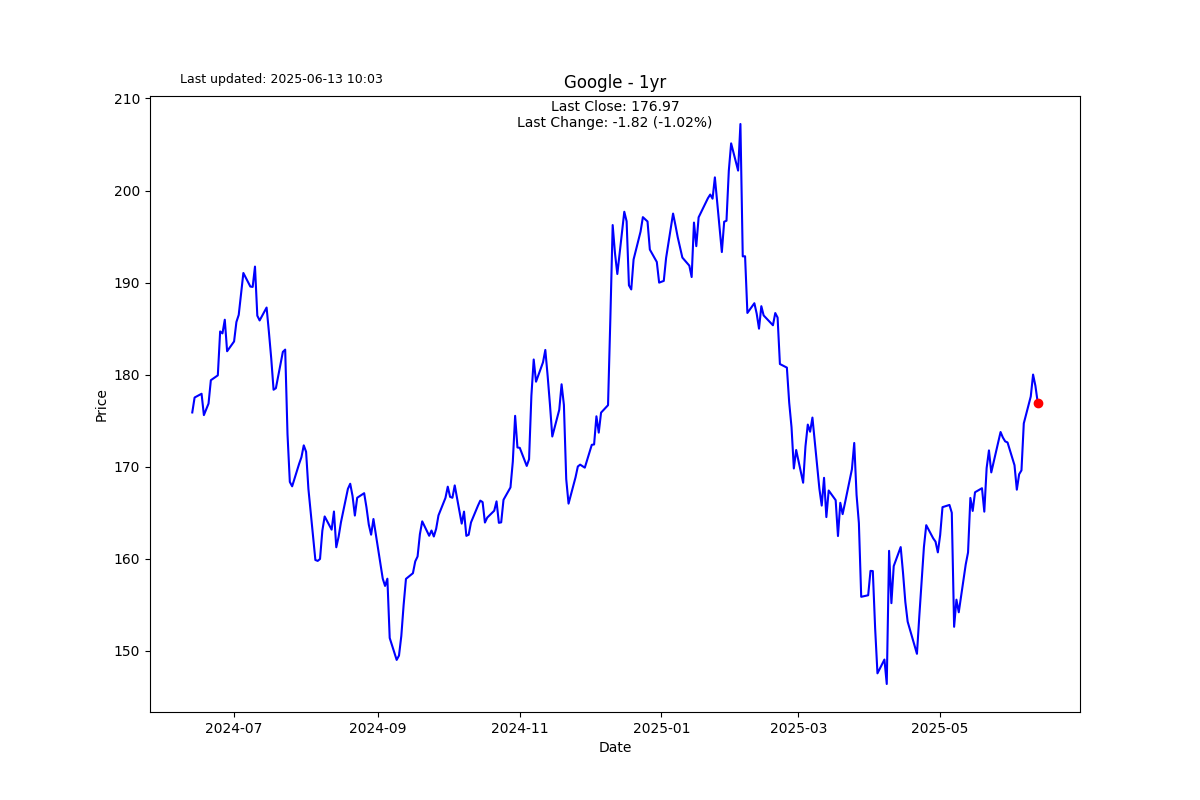 Last updated: 2025-06-13 10:03
Google - 1yr
Last Close: 176.97
Last Change: -1.82 (-1.02%)
210
200
190
180
170
160
150
Price
2024-07
2024-09
2024-11
2025-01
2025-03
2025-05
Date